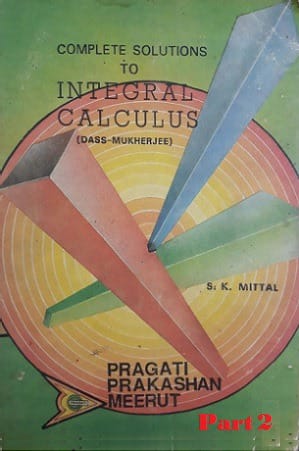 COMPLETE SOLUTIONS
TO
INTEGRAL
CALCULUS
(DASS-MUKHERJEE)
S. K. MITTAL
PRAGATI
PRAKASHAN
MEERUT
Part 2